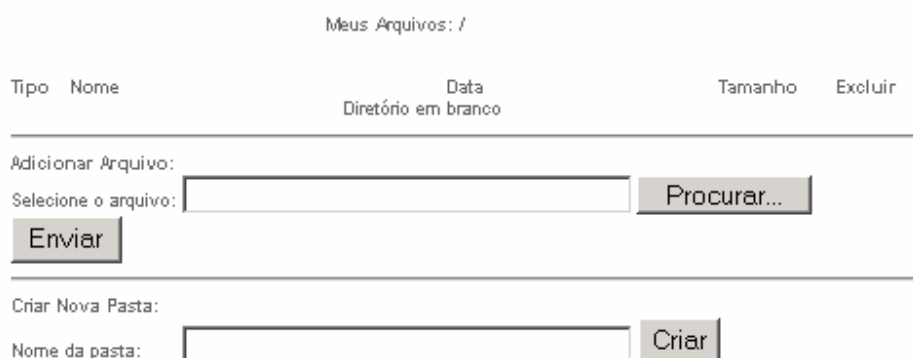 Meus Arquivos: /
Tipo Nome Data Tamanho Excluir
Diretório em branco
Adicionar Arquivo:
Selecione o arquivo: Procurar...
Enviar
Criar Nova Pasta:
Nome da pasta: Criar